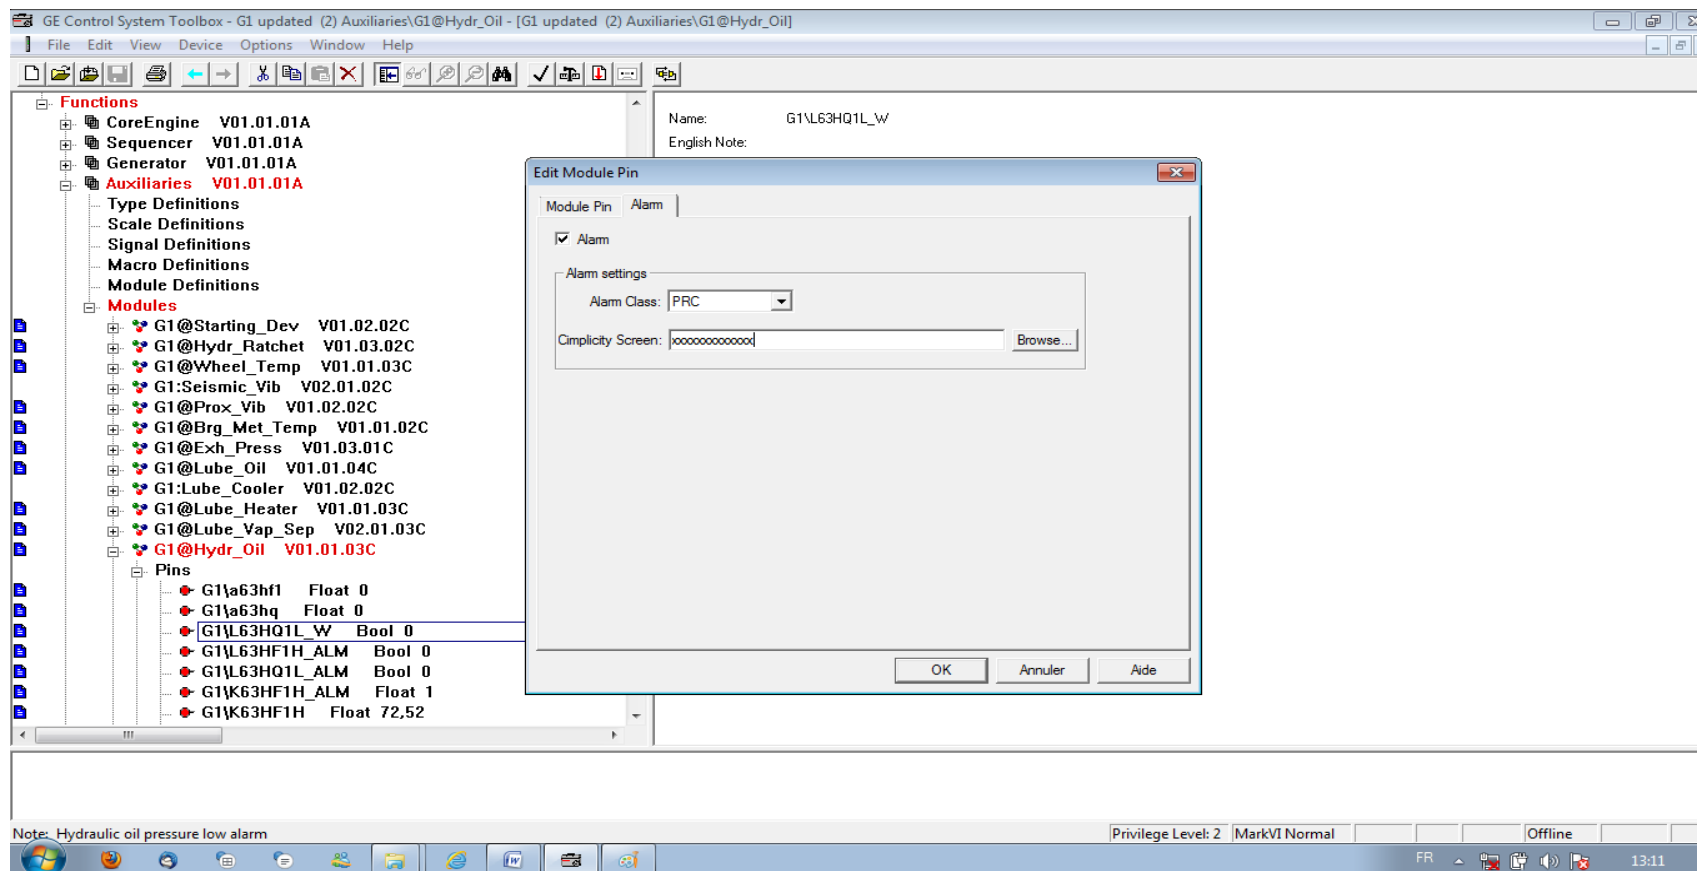 GE Control System Toolbox - G1 updated (2) Auxiliaries\G1@Hydr_Oil - [G1 updated (2) Auxiliaries\G1@Hydr_Oil]
File Edit View Device Options Window Help
Functions
CoreEngine V01.01.01A
Sequencer V01.01.01A
Generator V01.01.01A
Auxiliaries V01.01.01A
Type Definitions
Scale Definitions
Signal Definitions
Macro Definitions
Module Definitions
Modules
G1@Starting_Dev V01.02.02C
G1@Hydr_Ratchet V01.03.02C
G1@Wheel_Temp V01.01.03C
G1:Seismic_Vib V02.01.02C
G1@Prox_Vib V01.02.02C
G1@Brg_Met_Temp V01.01.02C
G1@Exh_Press V01.03.01C
G1@Lube_Oil V01.01.04C
G1:Lube_Cooler V01.02.02C
G1@Lube_Heater V01.01.03C
G1@Lube_Vap_Sep V02.01.03C
G1@Hydr_Oil V01.01.03C
Pins
G1\a63hf1 Float 0
G1\a63hq Float 0
G1\L63HQ1L_W Bool 0
G1\L63HF1H_ALM Bool 0
G1\L63HQ1L_ALM Bool 0
G1\K63HF1H_ALM Float 1
G1\K63HF1H Float 72,52
Name: G1\L63HQ1L_W
English Note:
Edit Module Pin
Module Pin Alarm
Alarm
Alarm settings
Alarm Class: PRC
Cimplicity Screen: xxxxxxxxxxxxx
Browse...
OK Annuler Aide
Note: Hydraulic oil pressure low alarm
Privilege Level: 2 MarkVI Normal Offline
FR 13:11